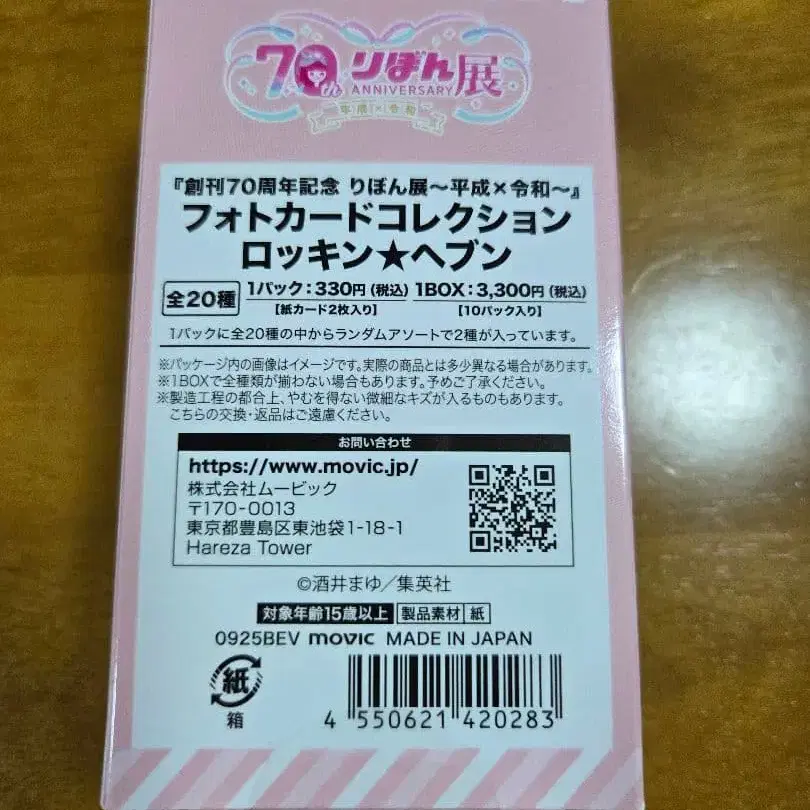 70th りぼん展
ANNIVERSARY
平成×令和
『創刊70周年記念 りぼん展～平成×令和～』
フォトカードコレクション
ロッキン★ヘブン
全20種 1パック：330円(税込) 1BOX：3,300円(税込)
【紙カード2枚入り】 【10パック入り】
1パックに全20種の中からランダムアソートで2種が入っています。
※パッケージ内の画像はイメージです。実際の商品とは多少異なる場合があります。
※1BOXで全種類が揃わない場合もあります。予めご了承ください。
※製造工程の都合上、やむを得ない微細なキズが入るものもあります。
こちらの交換・返品はご遠慮ください。
お問い合わせ
https://www.movic.jp/
株式会社ムービック
〒170-0013
東京都豊島区東池袋1-18-1
Hareza Tower
©酒井まゆ／集英社
対象年齢15歳以上 製品素材 紙
0925BEV movic MADE IN JAPAN
紙
箱
4 550621 420283